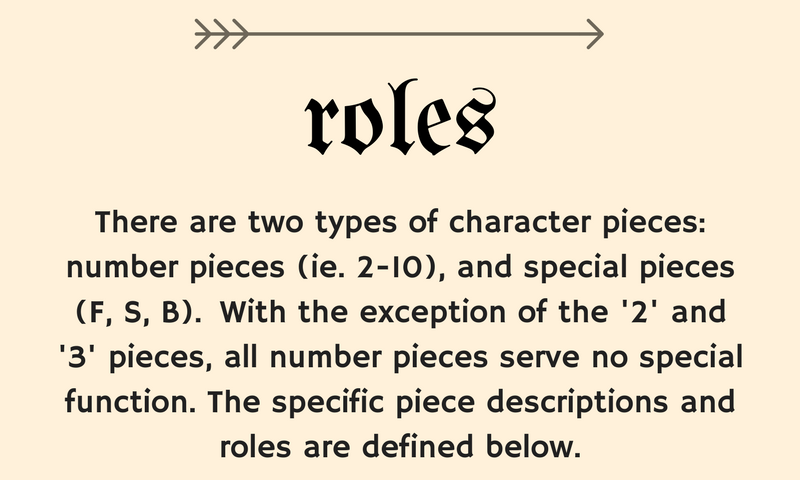 roles
There are two types of character pieces:
number pieces (ie. 2-10), and special pieces
(F, S, B).  With the exception of the '2' and
'3' pieces, all number pieces serve no special
function. The specific piece descriptions and
roles are defined below.